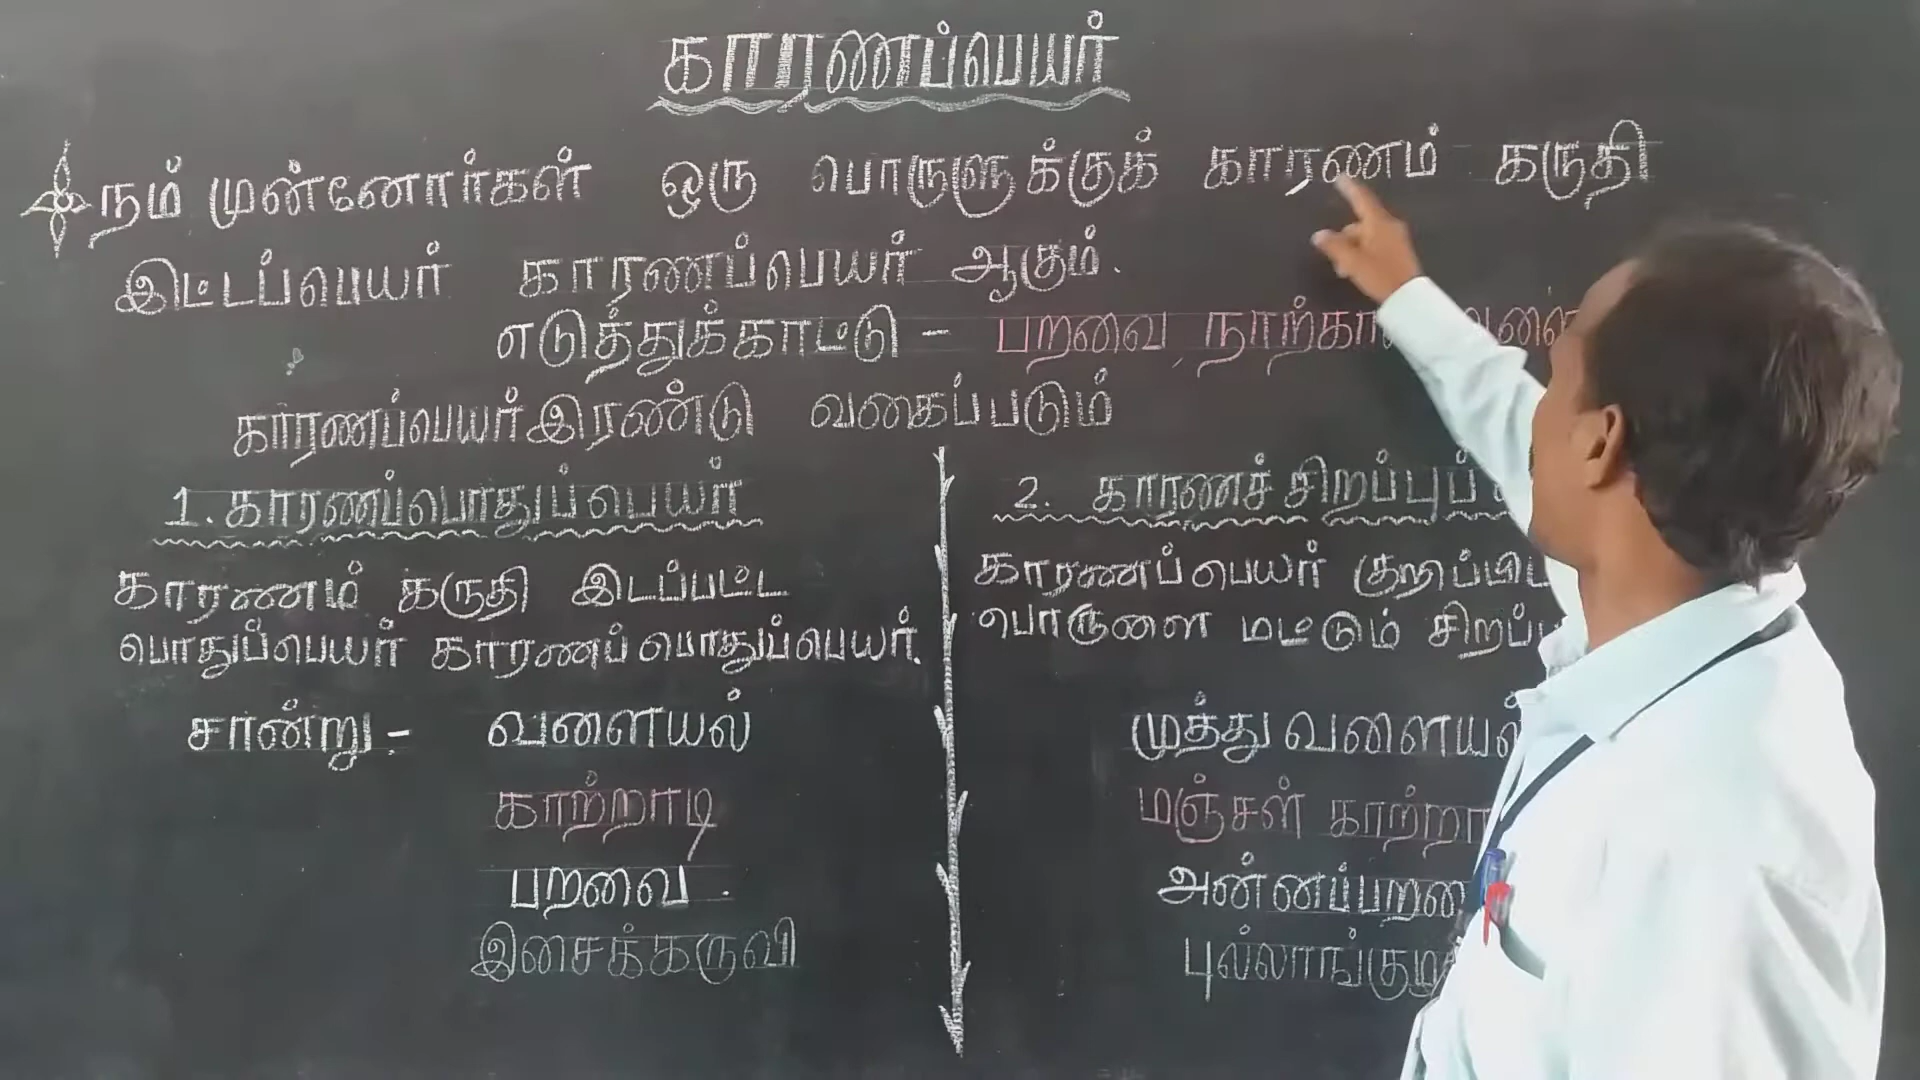 காரணப்பெயர்
நம் முன்னோர்கள் ஒரு பொருளுக்குக் காரணம் கருதி
இட்டப்பெயர் காரணப்பெயர் ஆகும்.
எடுத்துக்காட்டு - பறவை, நாற்கா
காரணப்பெயர் இரண்டு வகைப்படும்
1. காரணப்பொதுப்பெயர்
காரணம் கருதி இடப்பட்ட
பொதுப்பெயர் காரணப்பொதுப்பெயர்.
சான்று:- வளையல்
காற்றாடி
பறவை.
இசைக்கருவி
2. காரணச் சிறப்புப்
காரணப்பெயர் குறிப்பிட
பொருளை மட்டும் சிறப்பு
முத்து வளையல்
மஞ்சள் காற்றா
அன்னப்பறவை
புல்லாங்குழ